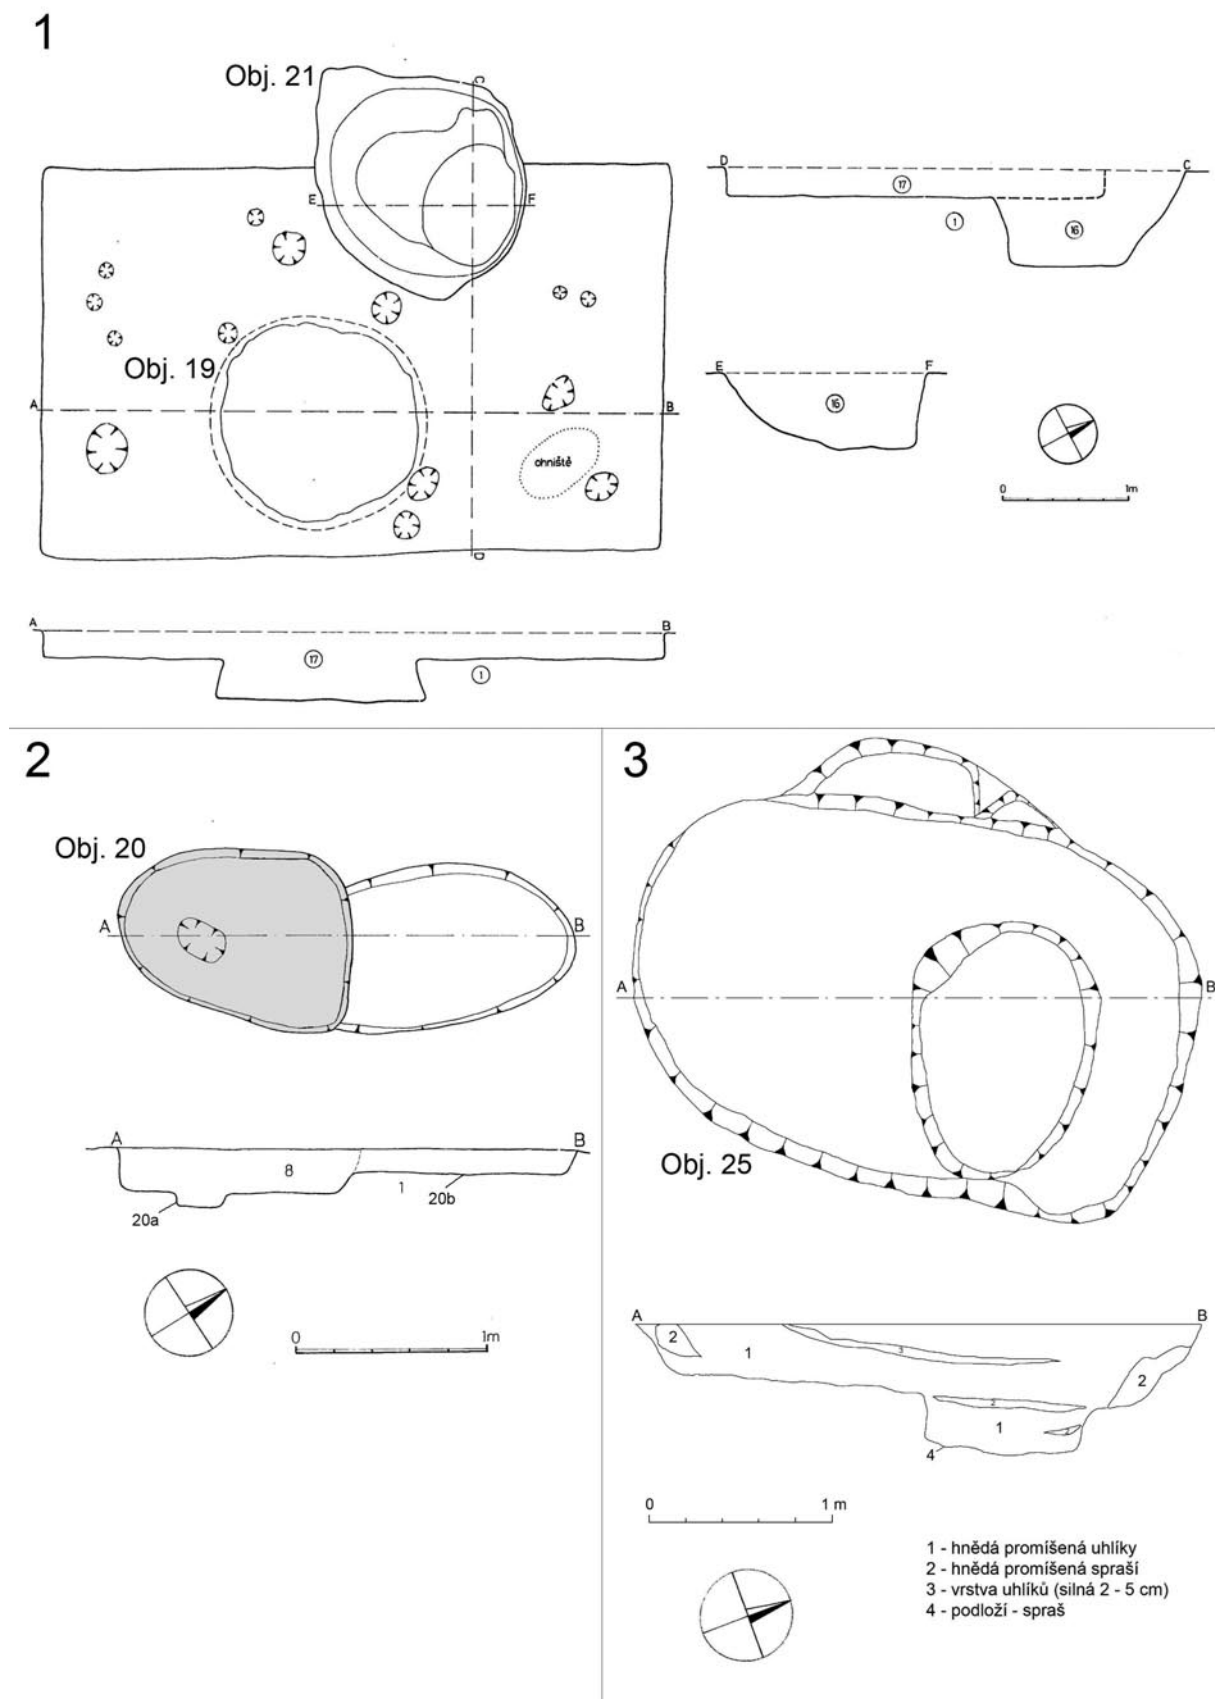 1
Obj. 21
C
E
F
Obj. 19
A
B
ohniště
D
D
C
17
1
16
E
F
16
0
1m
A
B
17
1
2
Obj. 20
A
B
A
B
8
1
20b
20a
0
1m
3
A
B
Obj. 25
A
B
2
1
3
2
2
1
2
4
0
1 m
1 - hnědá promíšená uhlíky
2 - hnědá promíšená spraší
3 - vrstva uhlíků (silná 2 - 5 cm)
4 - podloží - spraš